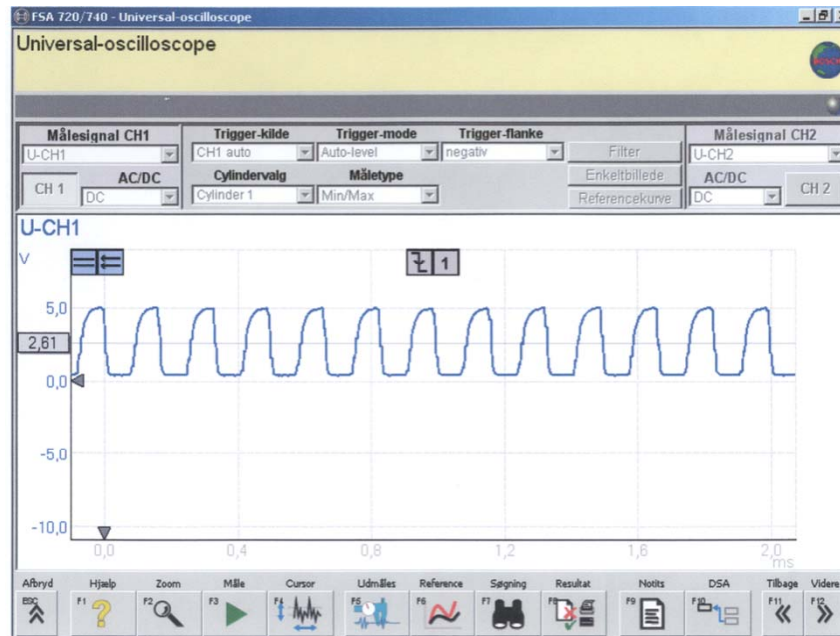 FSA 720/740 - Universal-oscilloscope
Universal-oscilloscope
Målesignal CH1
Trigger-kilde Trigger-mode Trigger-flanke
Målesignal CH2
U-CH1
CH1 auto Auto-level negativ
Filter
U-CH2
CH 1
AC/DC
Cylindervalg Måletype
Enkeltbillede
AC/DC
CH 2
DC
Cylinder 1 Min/Max
Referencekurve
DC
U-CH1
V
1
5,0
2,61
0,0
-5,0
-10,0
0,0 0,4 0,8 1,2 1,6 2,0
ms
Afbryd Hjælp Zoom Måle Cursor Udmåles Reference Søgning Resultat Notits DSA Tilbage Videre
ESC F1 F2 F3 F4 F5 F6 F7 F8 F9 F10 F11 F12